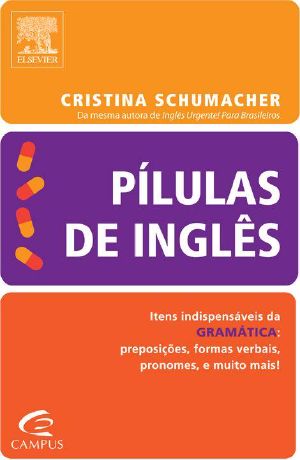 ELSEVIER
CRISTINA SCHUMACHER
Da mesma autora de Inglês Urgente! Para Brasileiros
PÍLULAS
DE INGLÊS
Itens indispensáveis da
GRAMÁTICA:
preposições, formas verbais,
pronomes, e muito mais!
CAMPUS